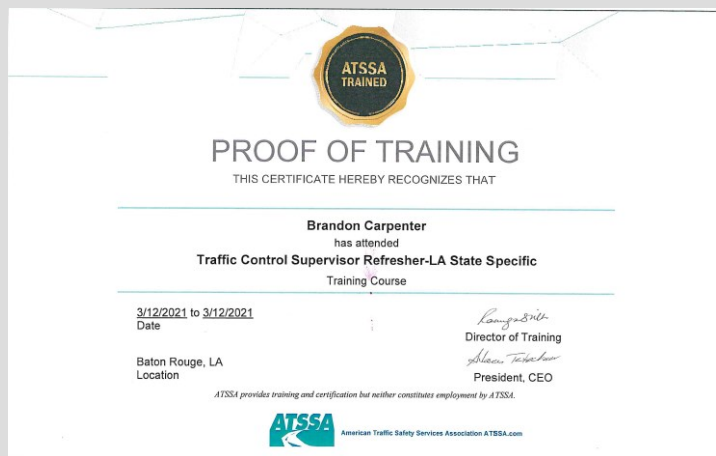 ATSSA
TRAINED
PROOF OF TRAINING
THIS CERTIFICATE HEREBY RECOGNIZES THAT
Brandon Carpenter
has attended
Traffic Control Supervisor Refresher-LA State Specific
Training Course
3/12/2021 to 3/12/2021
Date
Director of Training
Baton Rouge, LA
Location
President, CEO
ATSSA provides training and certification but neither constitutes employment by ATSSA.
ATSSA
American Traffic Safety Services Association ATSSA.com